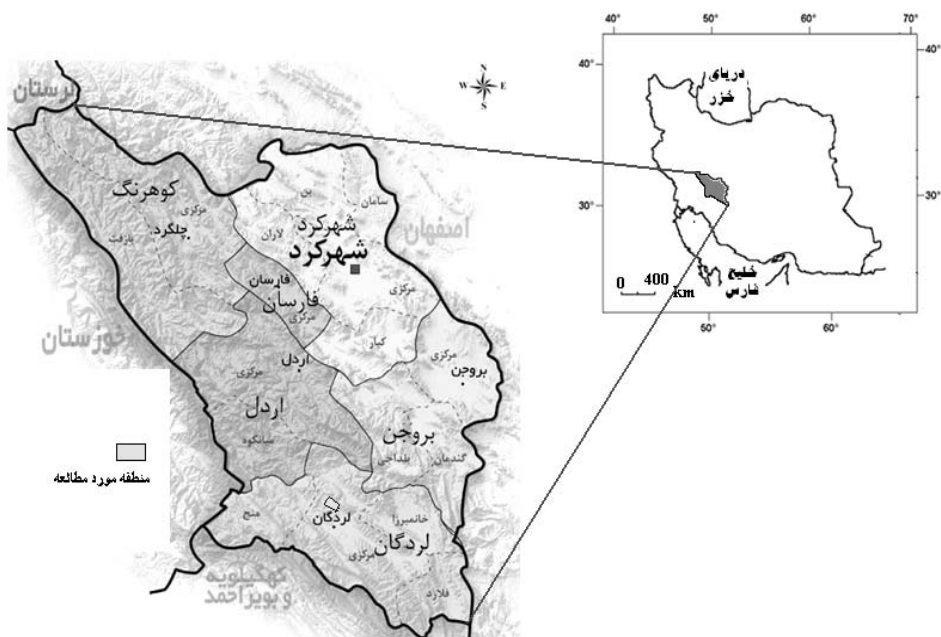 لرستان
کوهرنگ
مرکزی
چلگرد
بازفت
بن
سامان
شهرکرد
لاران
شهرکرد
اصفهان
فارسان
فارسان
مرکزی
مرکزی
کیار
خوزستان
اردل
مرکزی
اردل
میانکوه
مرکزی
بروجن
بروجن
بلداجی
گندمان
منطقه مورد مطالعه
منج
لردگان
خانمیرزا
لردگان
مرکزی
فلارد
کهگیلویه
و بویراحمد
N
W E
S
40° 50° 60° 70°
40° 40°
دریای
خزر
30° 30°
خلیج
فارس
0 400
km
50° 60°